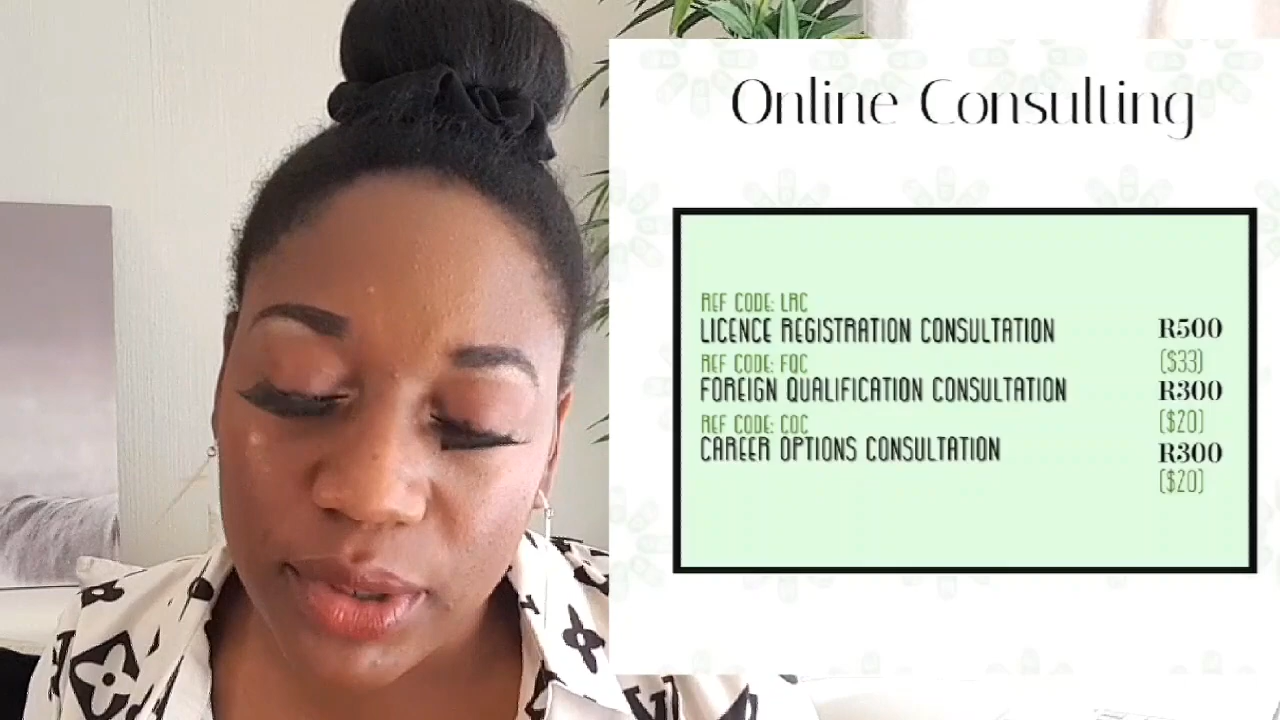 Online Consulting
REF CODE: LRC
LICENCE REGISTRATION CONSULTATION R500
REF CODE: FQC ($33)
FOREIGN QUALIFICATION CONSULTATION R300
REF CODE: COC ($20)
CAREER OPTIONS CONSULTATION R300
($20)